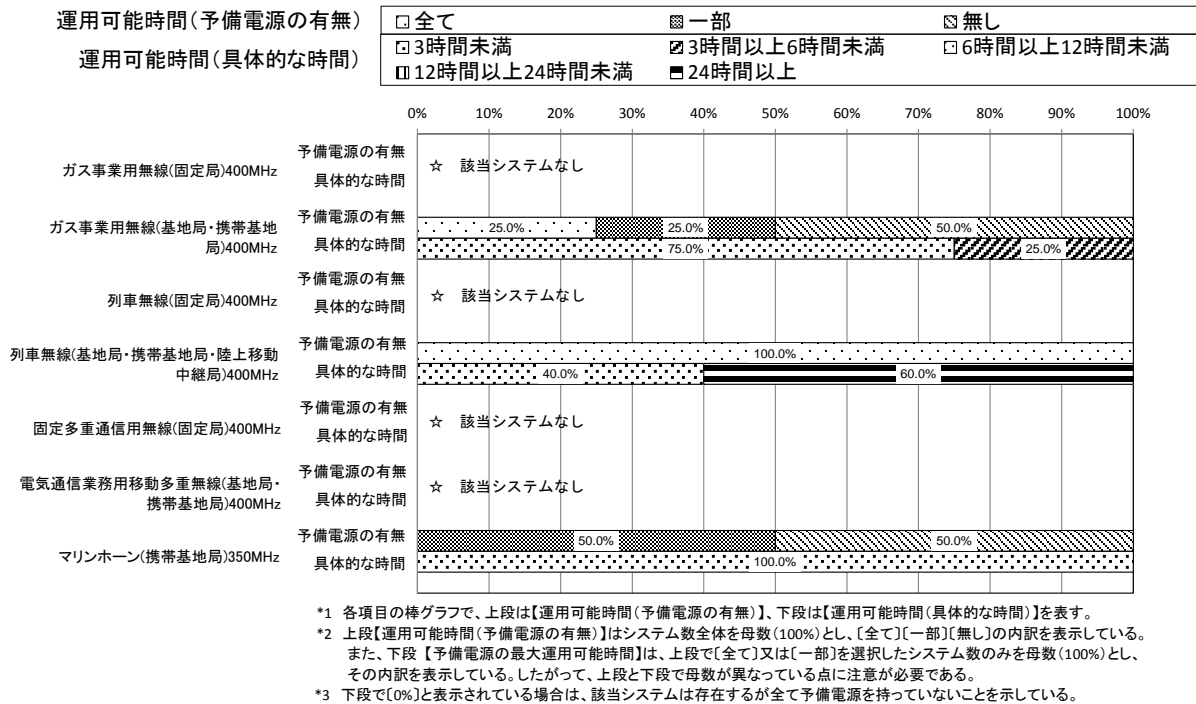 運用可能時間(予備電源の有無) 全て 一部 無し
運用可能時間(具体的な時間) 3時間未満 3時間以上6時間未満 6時間以上12時間未満
12時間以上24時間未満 24時間以上
0% 10% 20% 30% 40% 50% 60% 70% 80% 90% 100%
ガス事業用無線(固定局)400MHz
予備電源の有無
具体的な時間
☆ 該当システムなし
ガス事業用無線(基地局・携帯基地
局)400MHz
予備電源の有無
25.0% 25.0% 50.0%
具体的な時間
75.0% 25.0%
列車無線(固定局)400MHz
予備電源の有無
具体的な時間
☆ 該当システムなし
列車無線(基地局・携帯基地局・陸上移動
中継局)400MHz
予備電源の有無
100.0%
具体的な時間
40.0% 60.0%
固定多重通信用無線(固定局)400MHz
予備電源の有無
具体的な時間
☆ 該当システムなし
電気通信業務用移動多重無線(基地局・
携帯基地局)400MHz
予備電源の有無
具体的な時間
☆ 該当システムなし
マリンホーン(携帯基地局)350MHz
予備電源の有無
50.0% 50.0%
具体的な時間
100.0%
*1 各項目の棒グラフで、上段は【運用可能時間(予備電源の有無)】、下段は【運用可能時間(具体的な時間)】を表す。
*2 上段【運用可能時間(予備電源の有無)】はシステム数全体を母数(100%)とし、〔全て〕〔一部〕〔無し〕の内訳を表示している。
また、下段 【予備電源の最大運用可能時間】は、上段で〔全て〕又は〔一部〕を選択したシステム数のみを母数(100%)とし、
その内訳を表示している。したがって、上段と下段で母数が異なっている点に注意が必要である。
*3 下段で〔0%〕と表示されている場合は、該当システムは存在するが全て予備電源を持っていないことを示している。